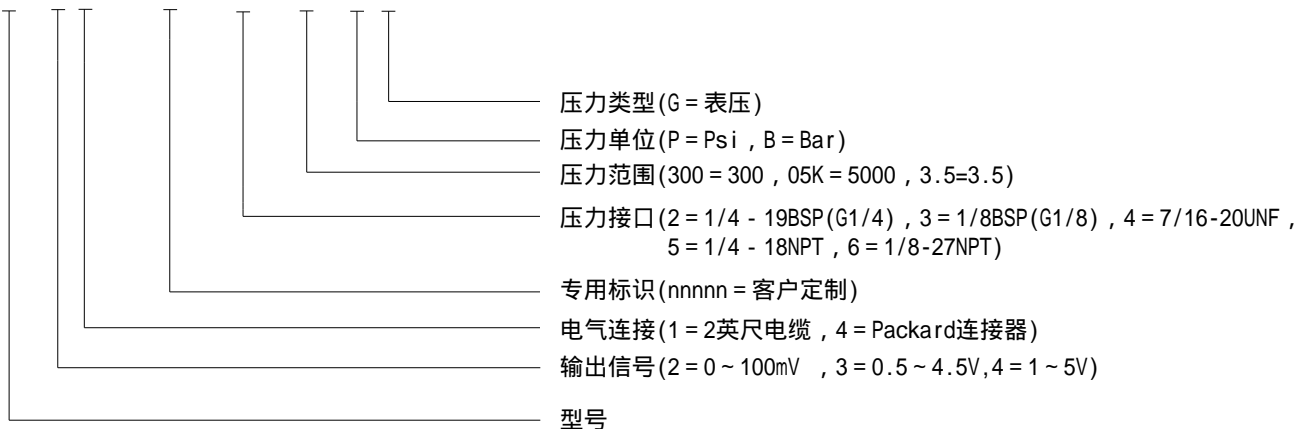 压力类型(G=表压)
压力单位(P=Psi，B=Bar)
压力范围(300=300，05K=5000，3.5=3.5)
压力接口(2=1/4-19BSP(G1/4)，3=1/8BSP(G1/8)，4=7/16-20UNF，
5=1/4-18NPT，6=1/8-27NPT)
专用标识(nnnnn=客户定制)
电气连接(1=2英尺电缆，4=Packard连接器)
输出信号(2=0~100mV ，3=0.5~4.5V,4=1~5V)
型号